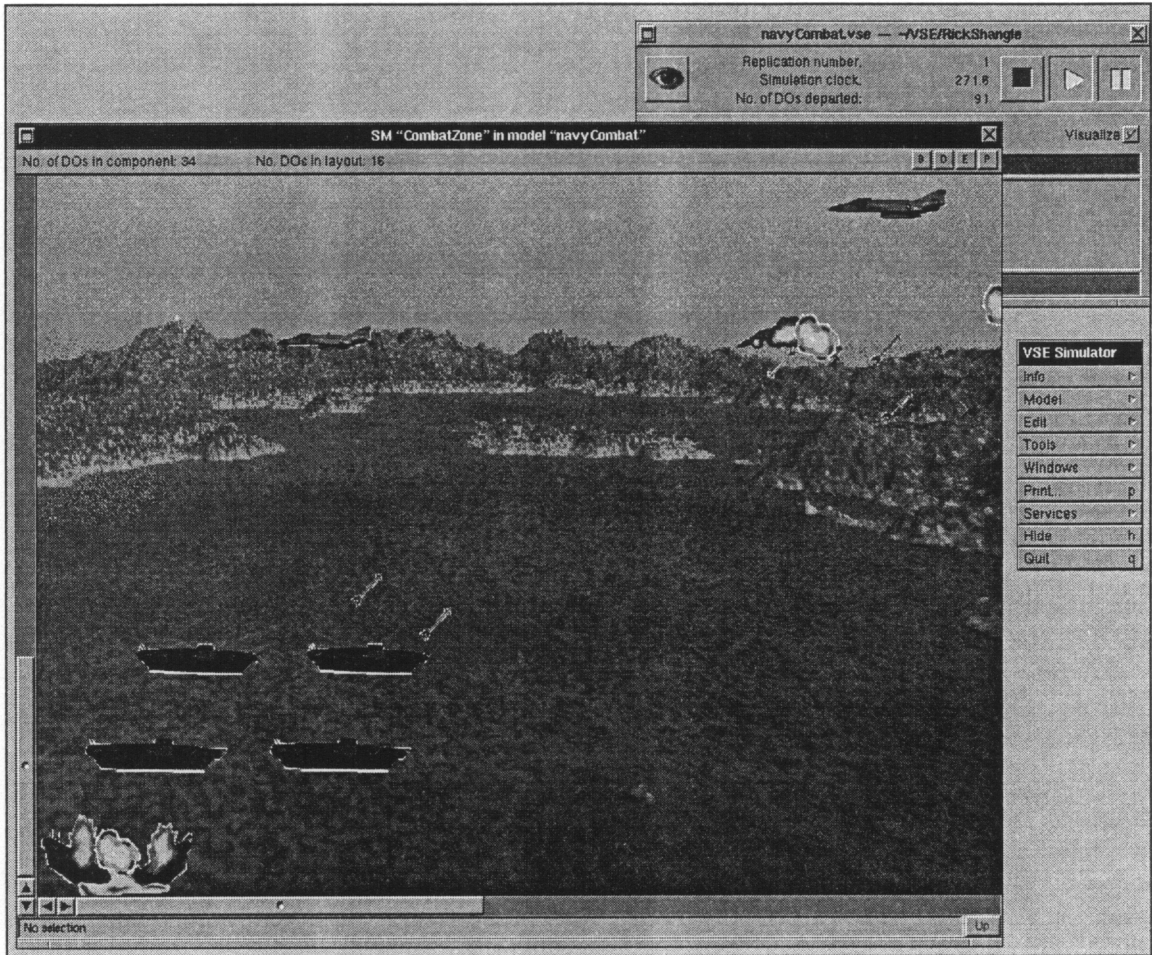 navyCombat.vse — ~/VSE/RickShangle
Replication number. 1
Simulation clock. 271.8
No. of DOs departed: 91
SM "CombatZone" in model "navyCombat"
Visualize
No. of DOs in component: 34 No. DOs in layout: 16
B D E P
VSE Simulator
Info
Model
Edit
Tools
Windows
Print... p
Services
Hide h
Quit q
No selection
Up